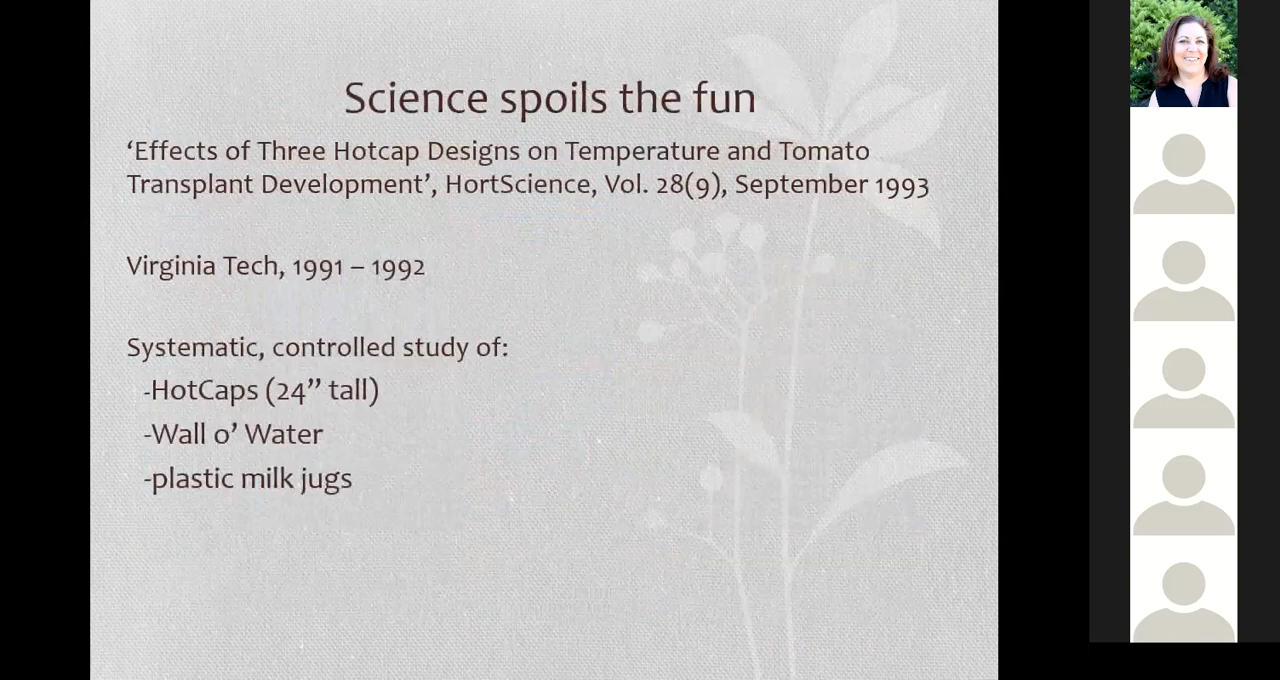 Science spoils the fun
‘Effects of Three Hotcap Designs on Temperature and Tomato
Transplant Development’, HortScience, Vol. 28(9), September 1993
Virginia Tech, 1991 – 1992
Systematic, controlled study of:
-HotCaps (24” tall)
-Wall o’ Water
-plastic milk jugs